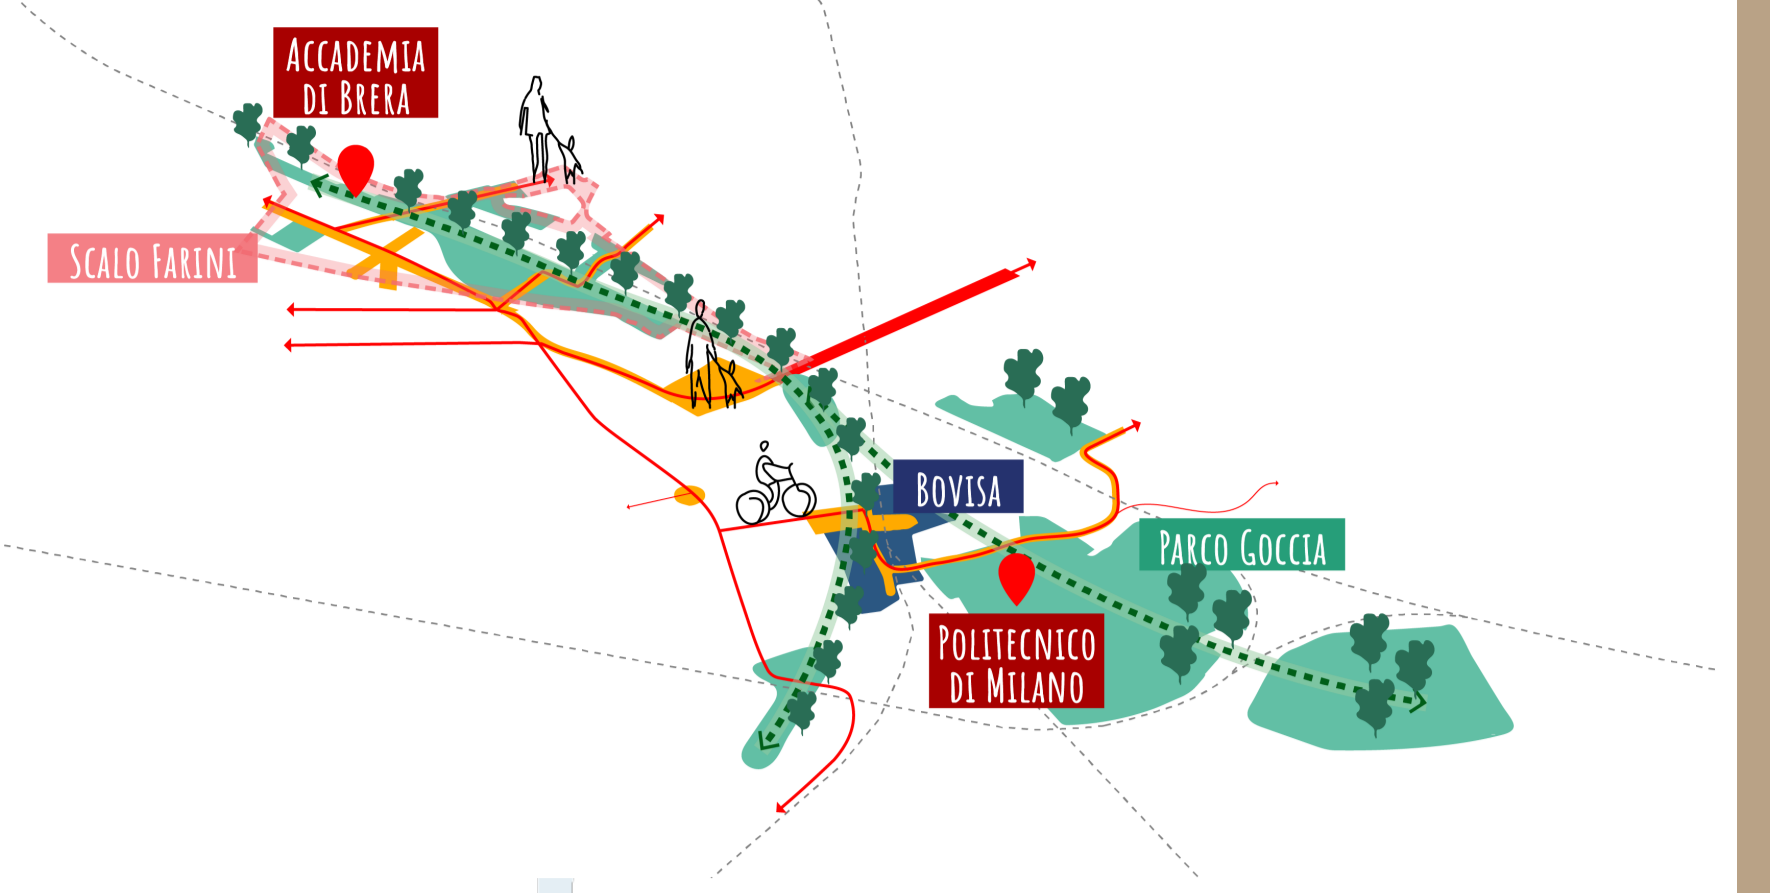 ACCADEMIA
DI BRERA
SCALO FARINI
BOVISA
PARCO GOCCIA
POLITECNICO
DI MILANO